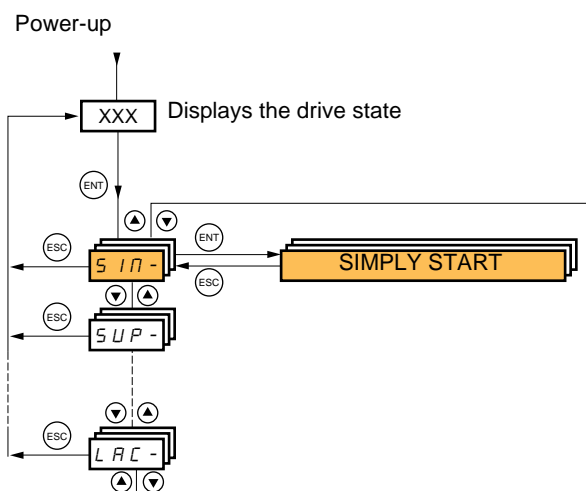 Power-up
XXX
Displays the drive state
ENT
ESC
ENT
SIM-
SIMPLY START
ESC
ESC
SUP-
ESC
LAC-